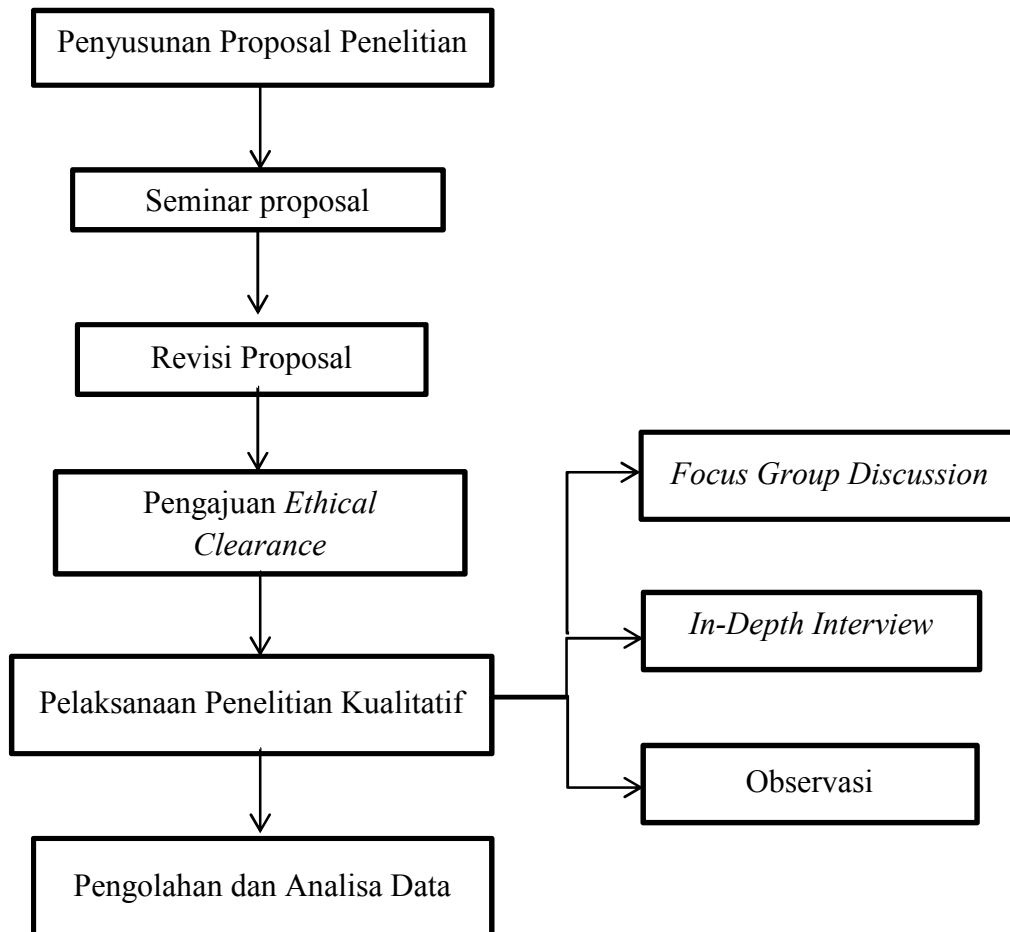 Penyusunan Proposal Penelitian
Seminar proposal
Revisi Proposal
Pengajuan Ethical
Clearance
Pelaksanaan Penelitian Kualitatif
Focus Group Discussion
In-Depth Interview
Observasi
Pengolahan dan Analisa Data